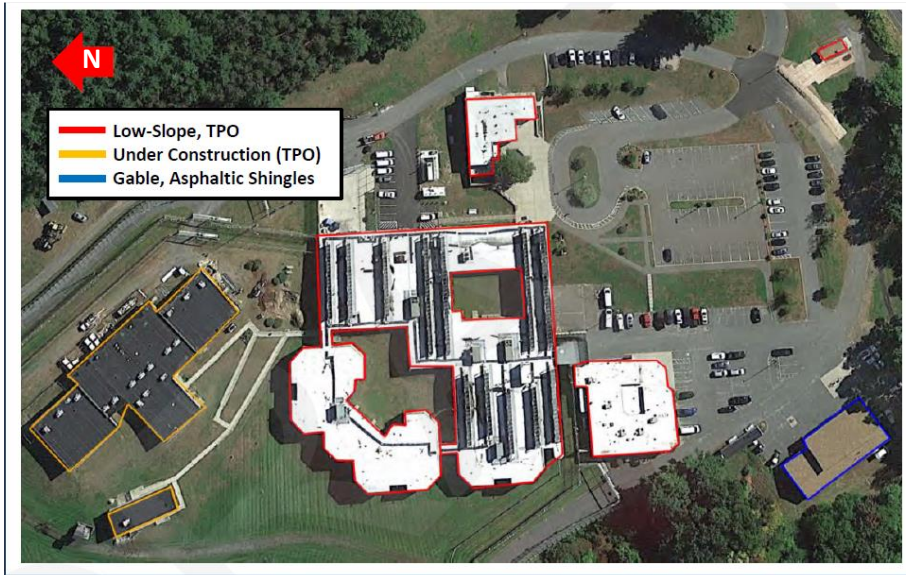 N
Low-Slope, TPO
Under Construction (TPO)
Gable, Asphaltic Shingles